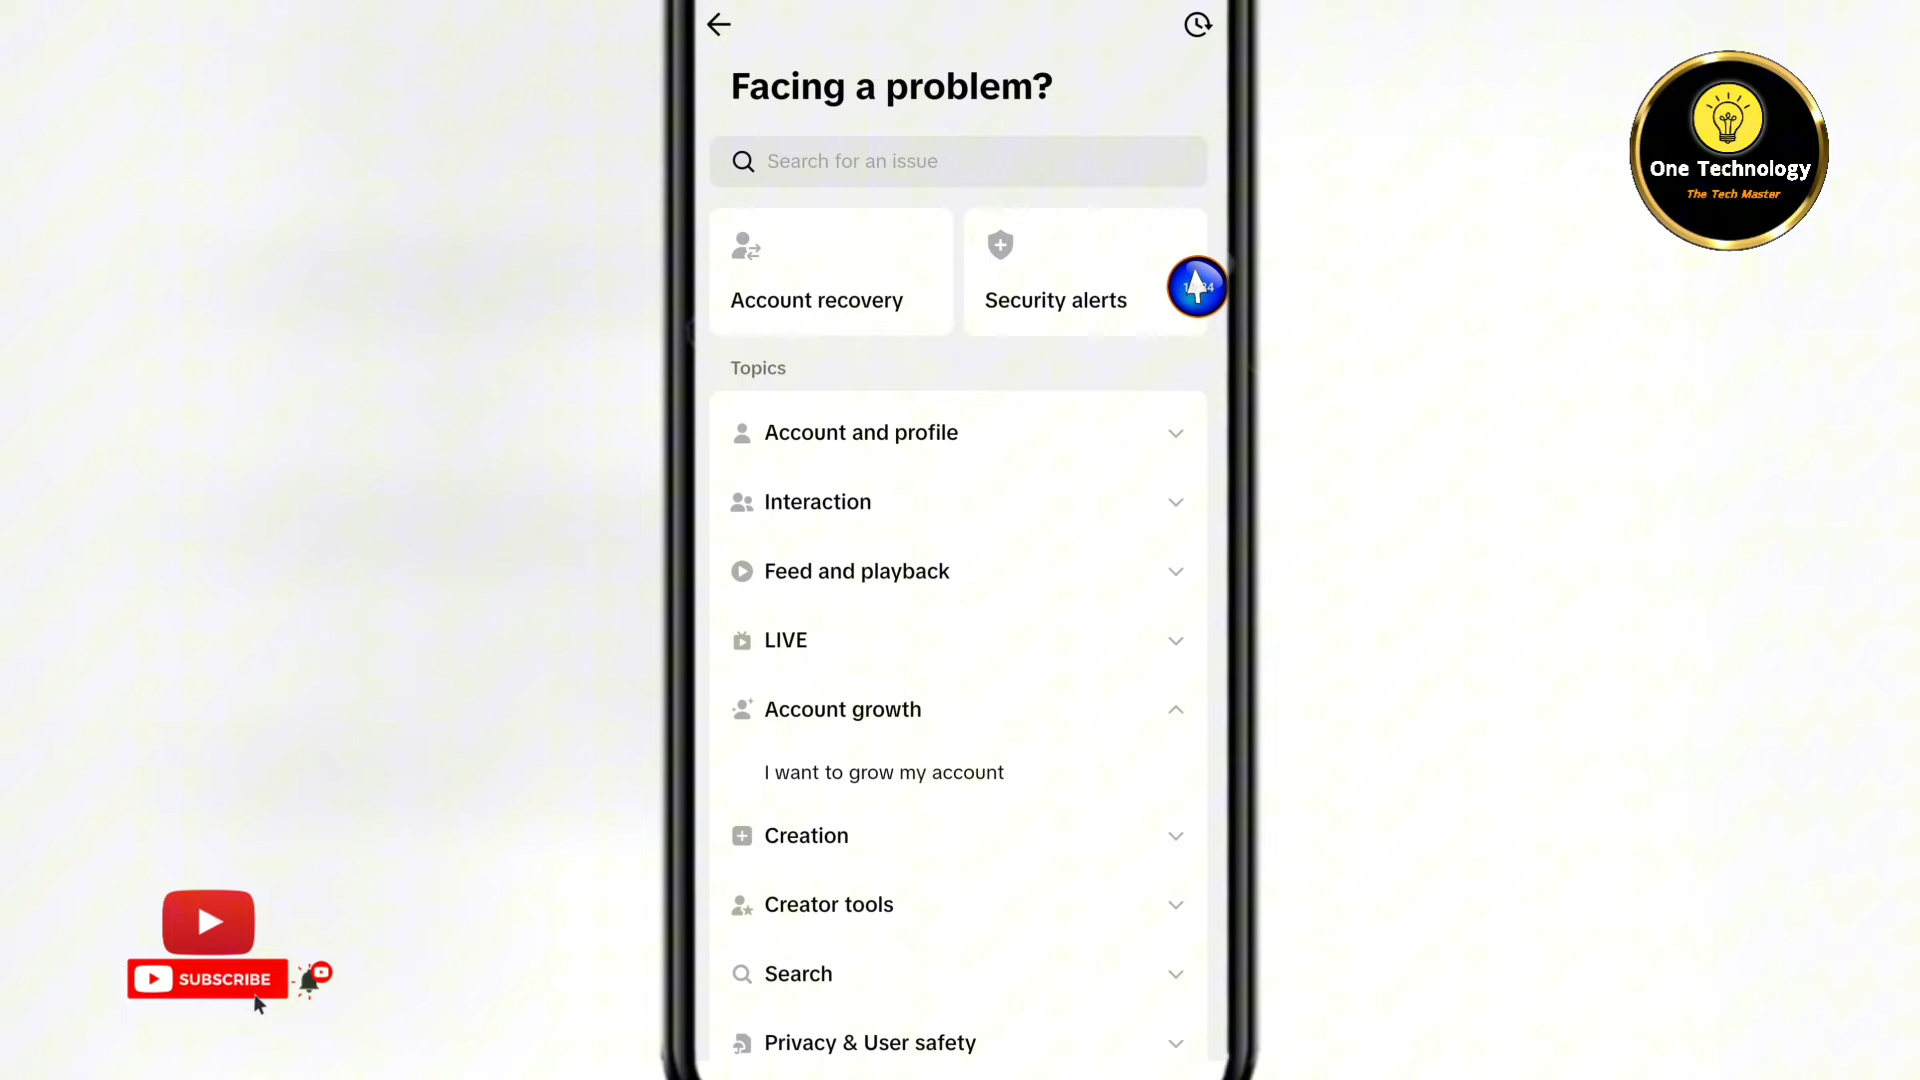 Facing a problem?
Search for an issue
Account recovery
Security alerts
Topics
Account and profile
Interaction
Feed and playback
LIVE
Account growth
I want to grow my account
Creation
Creator tools
Search
Privacy & User safety
One Technology
The Tech Master
SUBSCRIBE